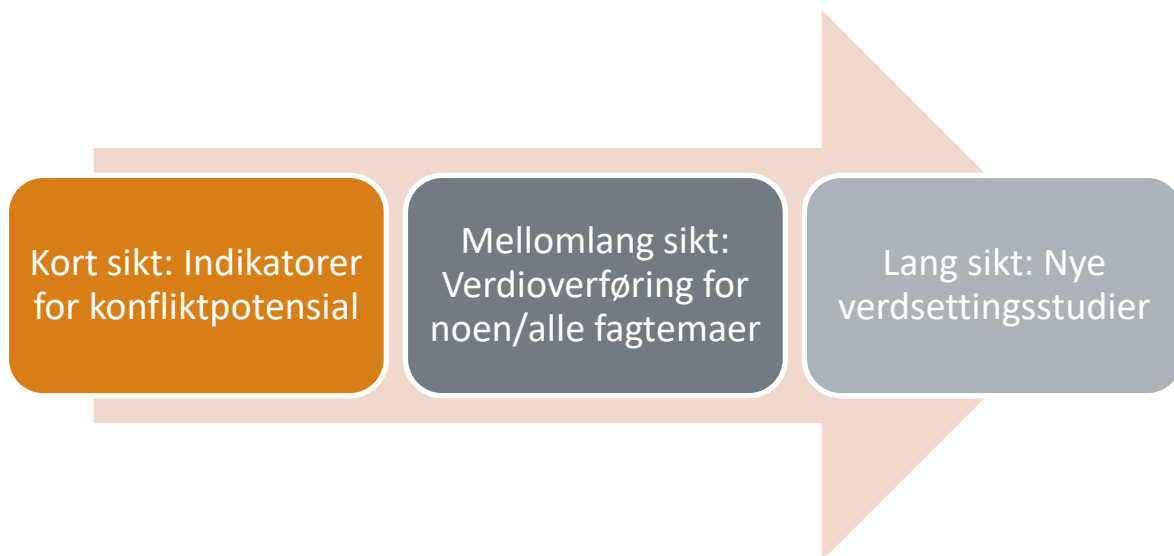 Kort sikt: Indikatorer
for konfliktpotensial
Mellomlang sikt:
Verdioverføring for
noen/alle fagtemaer
Lang sikt: Nye
verdsettingsstudier